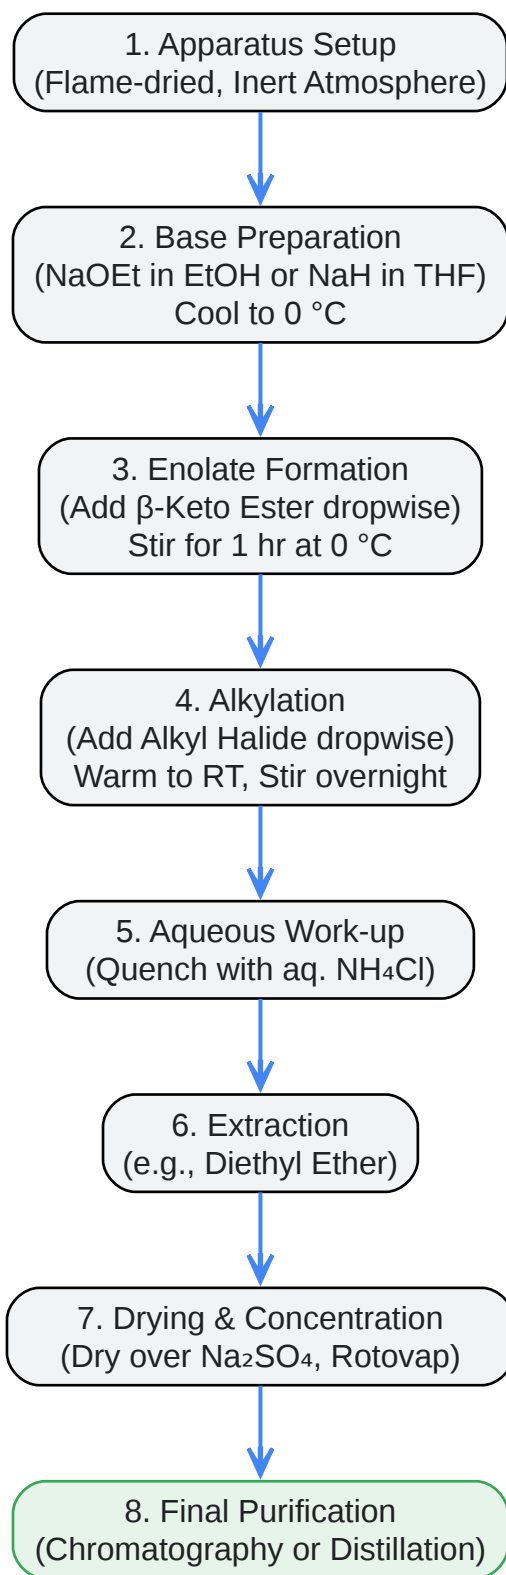 1. Apparatus Setup
(Flame-dried, Inert Atmosphere)
2. Base Preparation
(NaOEt in EtOH or NaH in THF)
Cool to 0 °C
3. Enolate Formation
(Add β-Keto Ester dropwise)
Stir for 1 hr at 0 °C
4. Alkylation
(Add Alkyl Halide dropwise)
Warm to RT, Stir overnight
5. Aqueous Work-up
(Quench with aq. NH₄Cl)
6. Extraction
(e.g., Diethyl Ether)
7. Drying & Concentration
(Dry over Na₂SO₄, Rotovap)
8. Final Purification
(Chromatography or Distillation)